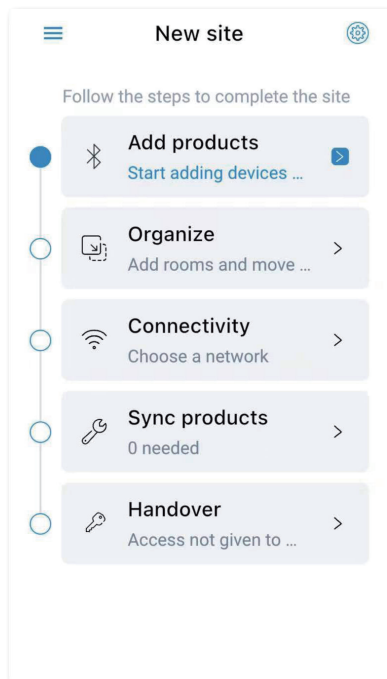 New site
Follow the steps to complete the site
Add products
Start adding devices ...
Organize
Add rooms and move ...
Connectivity
Choose a network
Sync products
0 needed
Handover
Access not given to ...